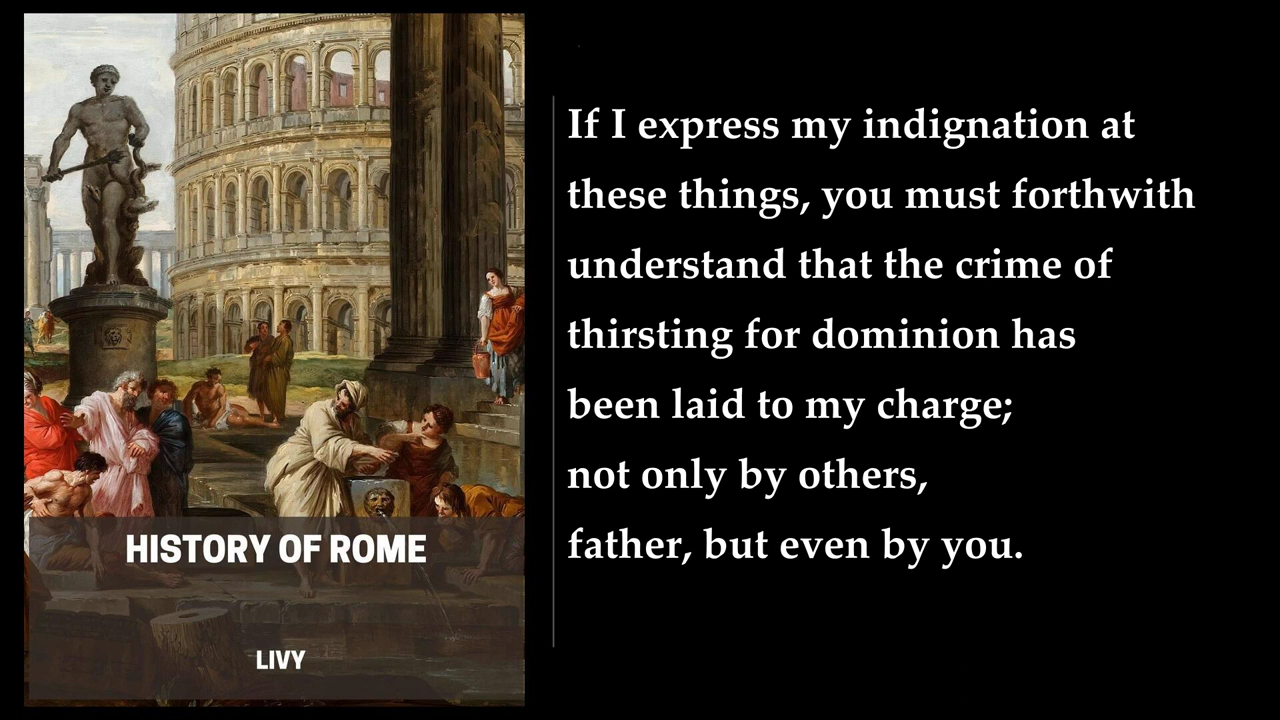 HISTORY OF ROME
LIVY
If I express my indignation at
these things, you must forthwith
understand that the crime of
thirsting for dominion has
been laid to my charge;
not only by others,
father, but even by you.